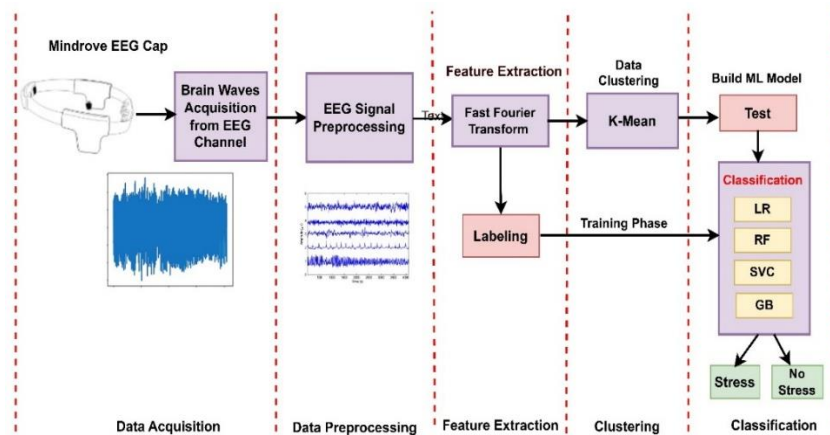 Mindrove EEG Cap
Brain Waves
Acquisition
from EEG
Channel
EEG Signal
Preprocessing
Text
Feature Extraction
Fast Fourier
Transform
Labeling
Training Phase
Data
Clustering
K-Mean
Build ML Model
Test
Classification
LR
RF
SVC
GB
Stress
No
Stress
Data Acquisition
Data Preprocessing
Feature Extraction
Clustering
Classification